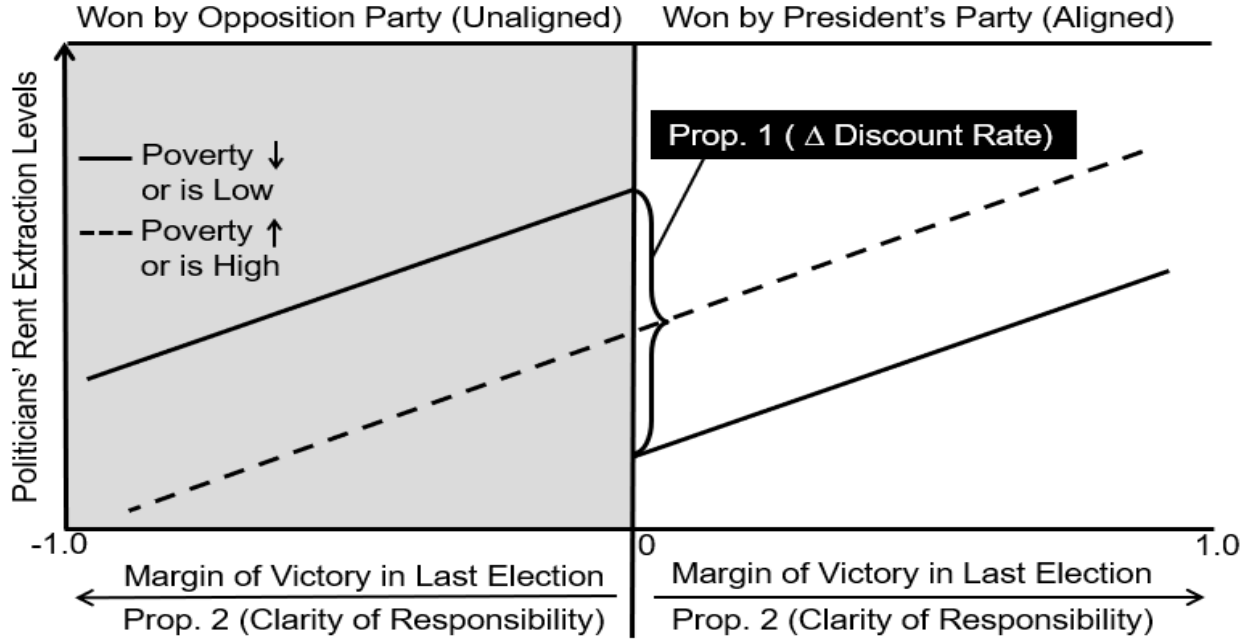 Won by Opposition Party (Unaligned)
Won by President's Party (Aligned)
Politicians' Rent Extraction Levels
Poverty ↓
or is Low
Poverty ↑
or is High
Prop. 1 ( Δ Discount Rate)
-1.0
0
1.0
Margin of Victory in Last Election
Prop. 2 (Clarity of Responsibility)
Margin of Victory in Last Election
Prop. 2 (Clarity of Responsibility)